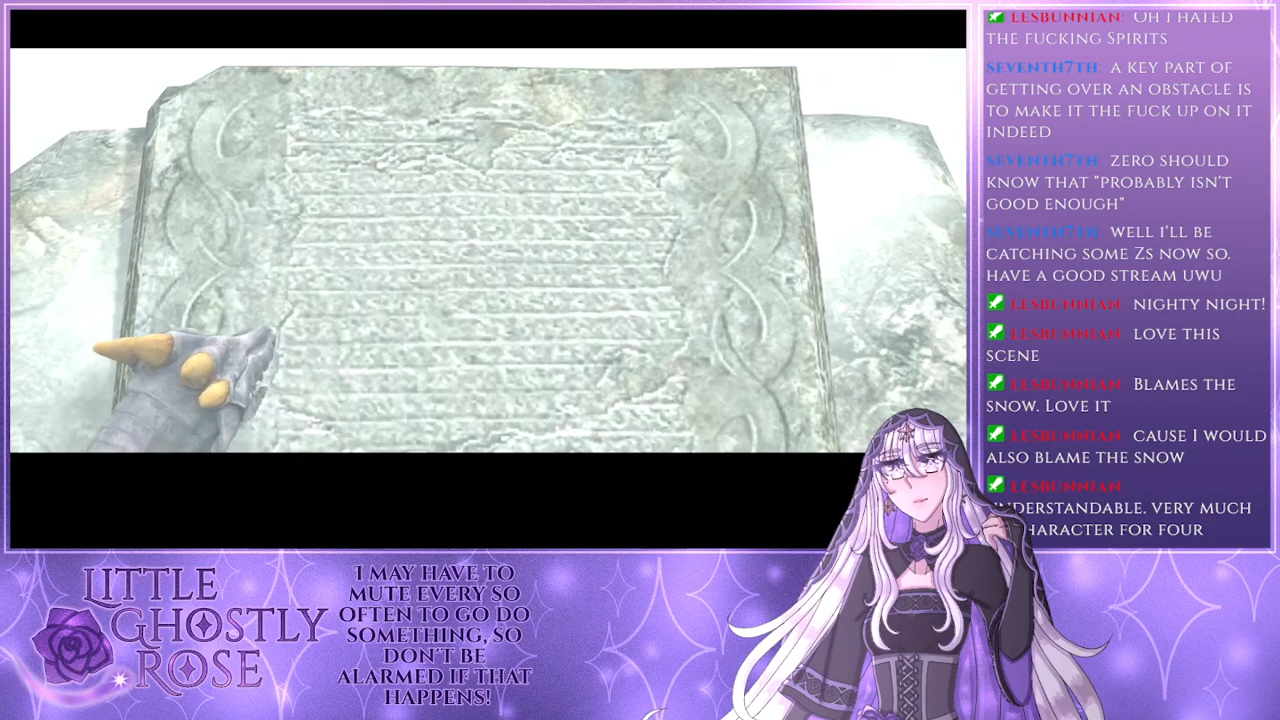 LESBUNNIAN: OH I HATED
THE FUCKING SPIRITS
SEVENTH7TH: A KEY PART OF
GETTING OVER AN OBSTACLE IS
TO MAKE IT THE FUCK UP ON IT
INDEED
SEVENTH7TH: ZERO SHOULD
KNOW THAT "PROBABLY ISN'T
GOOD ENOUGH"
SEVENTH7TH: WELL I'LL BE
CATCHING SOME ZS NOW SO.
HAVE A GOOD STREAM UWU
LESBUNNIAN: NIGHTY NIGHT!
LESBUNNIAN: LOVE THIS
SCENE
LESBUNNIAN: BLAMES THE
SNOW. LOVE IT
LESBUNNIAN: CAUSE I WOULD
ALSO BLAME THE SNOW
LESBUNNIAN:
UNDERSTANDABLE. VERY MUCH
CHARACTER FOR FOUR
LITTLE
GHOSTLY
ROSE
I MAY HAVE TO
MUTE EVERY SO
OFTEN TO GO DO
SOMETHING, SO
DON'T BE
ALARMED IF THAT
HAPPENS!